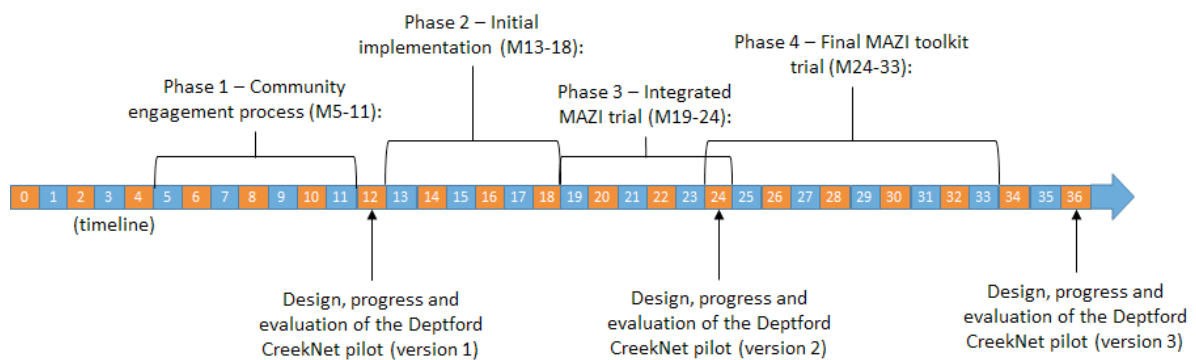 Phase 2 – Initial
implementation (M13-18):
Phase 4 – Final MAZI toolkit
trial (M24-33):
Phase 1 – Community
engagement process (M5-11):
Phase 3 – Integrated
MAZI trial (M19-24):
0 1 2 3 4 5 6 7 8 9 10 11 12 13 14 15 16 17 18 19 20 21 22 23 24 25 26 27 28 29 30 31 32 33 34 35 36
(timeline)
Design, progress and
evaluation of the Deptford
CreekNet pilot (version 1)
Design, progress and
evaluation of the Deptford
CreekNet pilot (version 2)
Design, progress and
evaluation of the Deptford
CreekNet pilot (version 3)